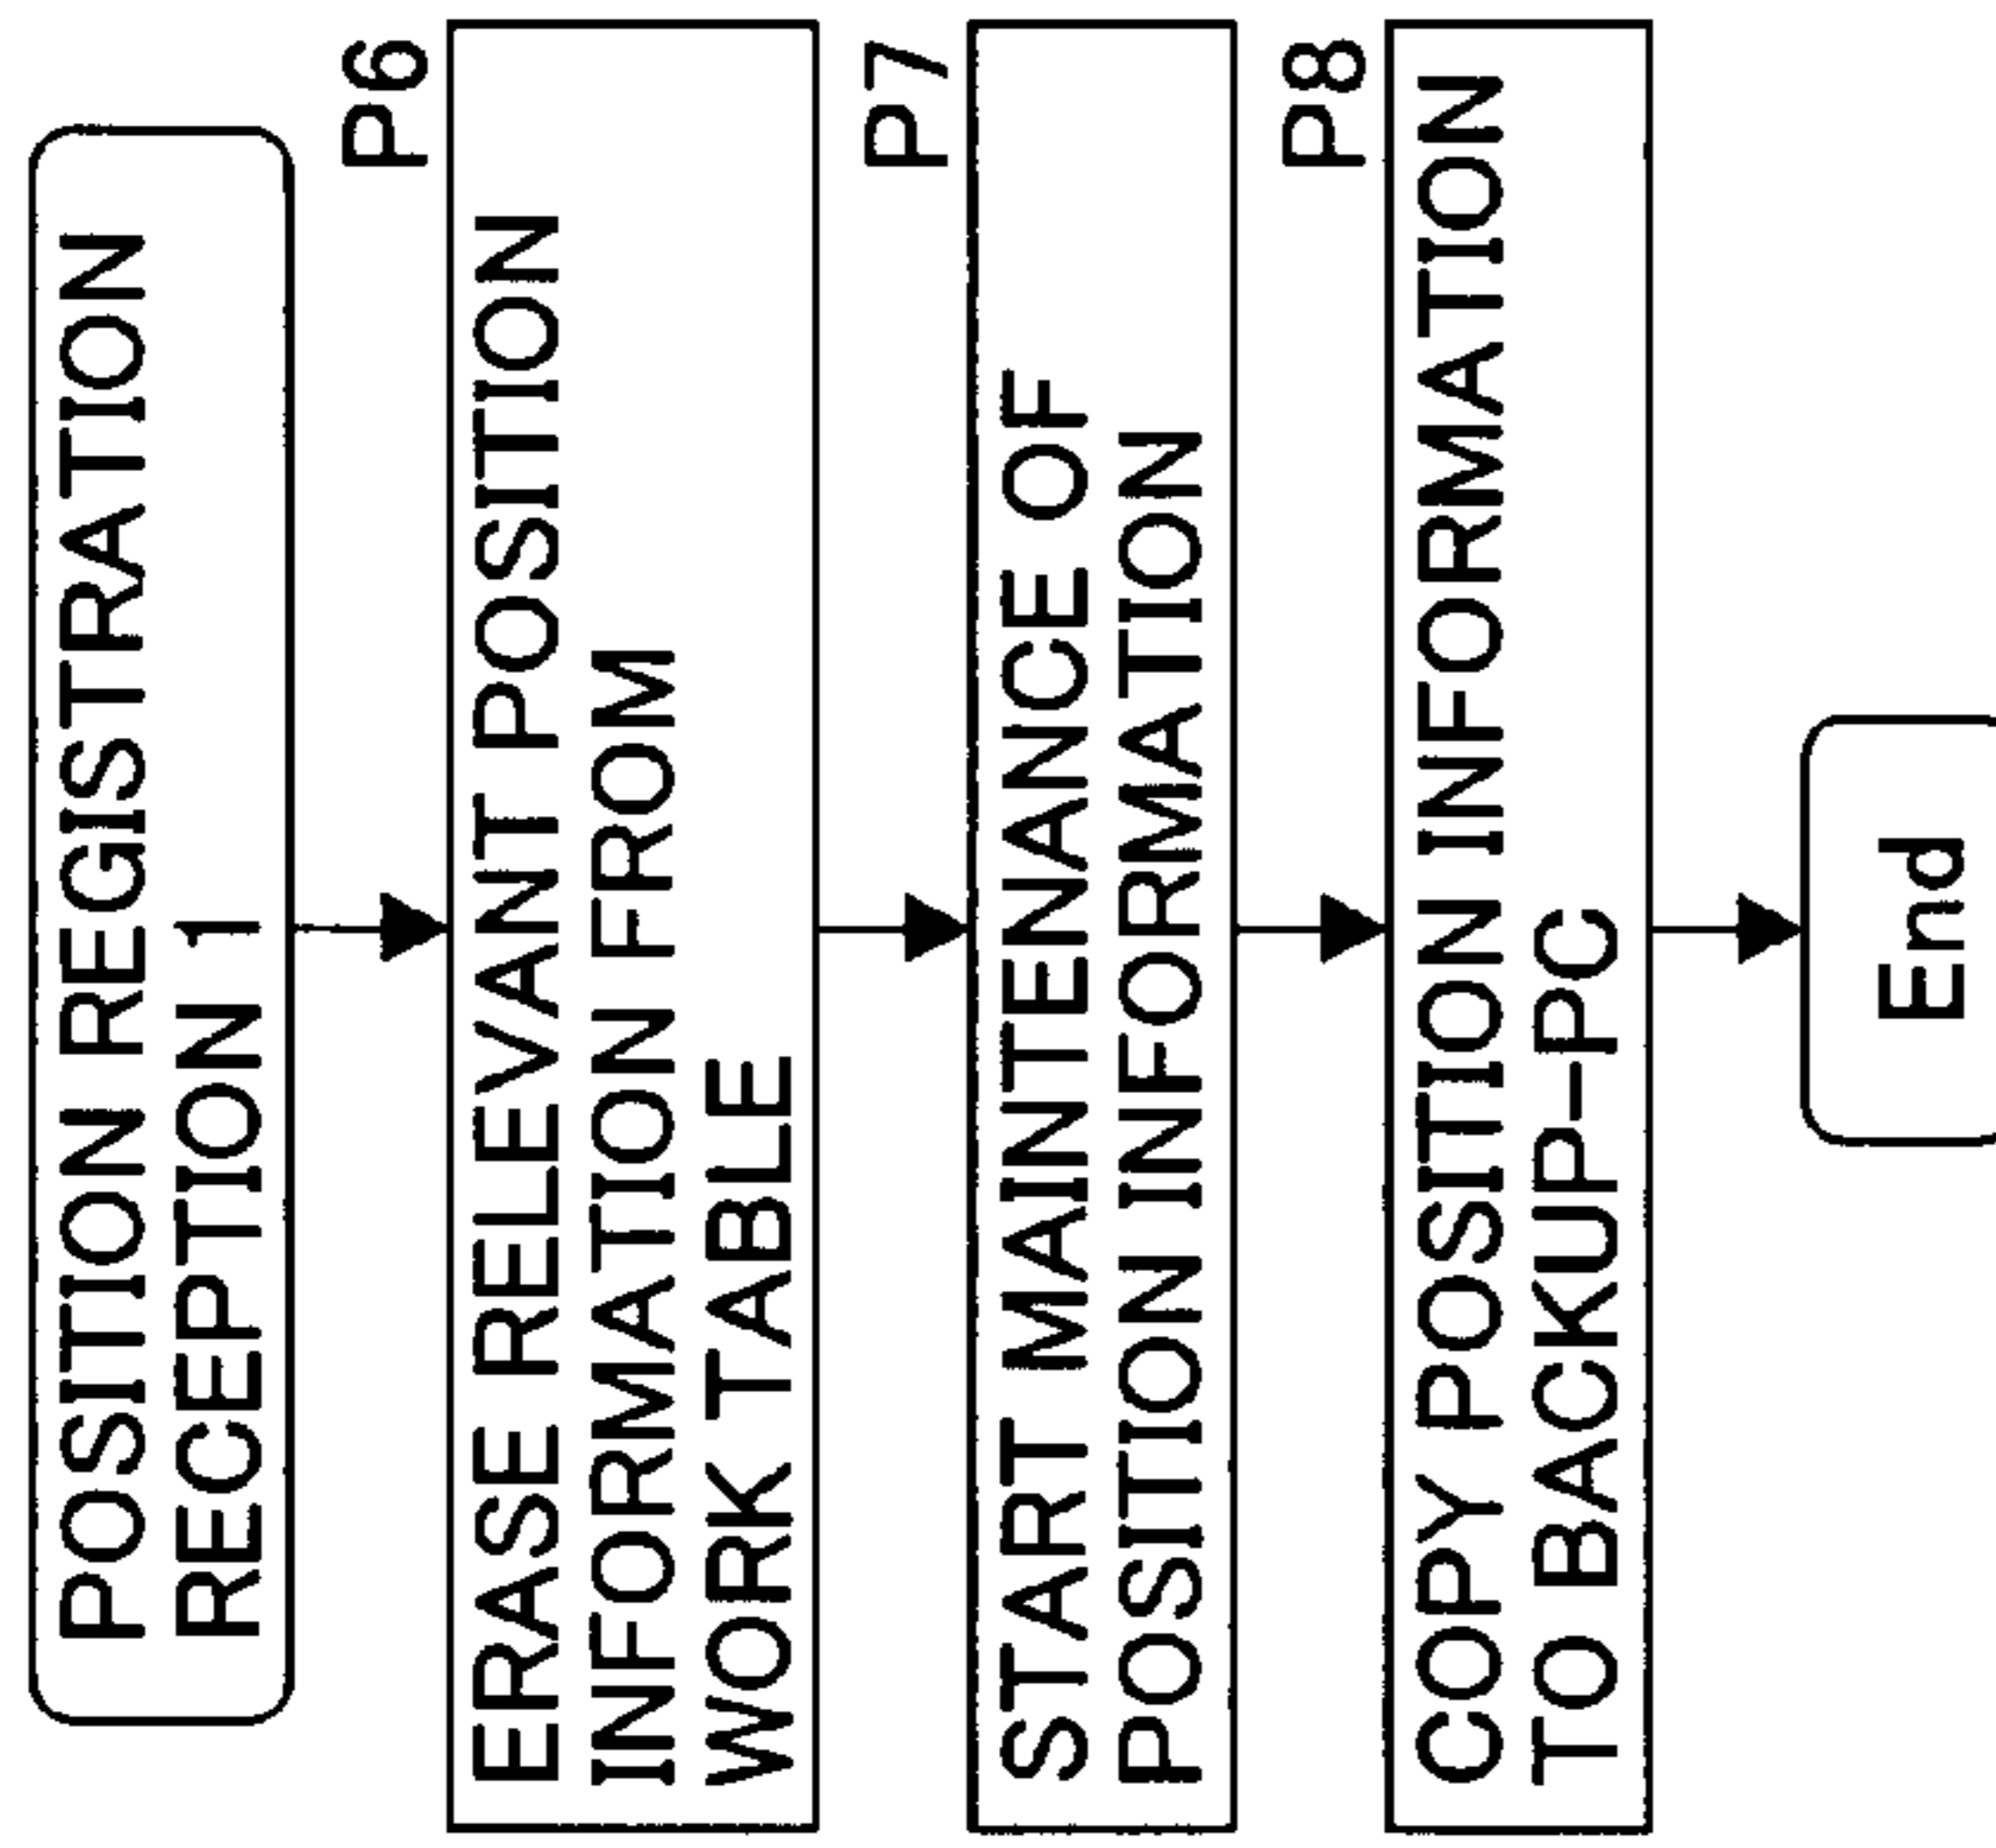 POSITION REGISTRATION
RECEPTION 1
P6
ERASE RELEVANT POSITION
INFORMATION FROM
WORK TABLE
P7
START MAINTENANCE OF
POSITION INFORMATION
P8
COPY POSITION INFORMATION
TO BACKUP-PC
End